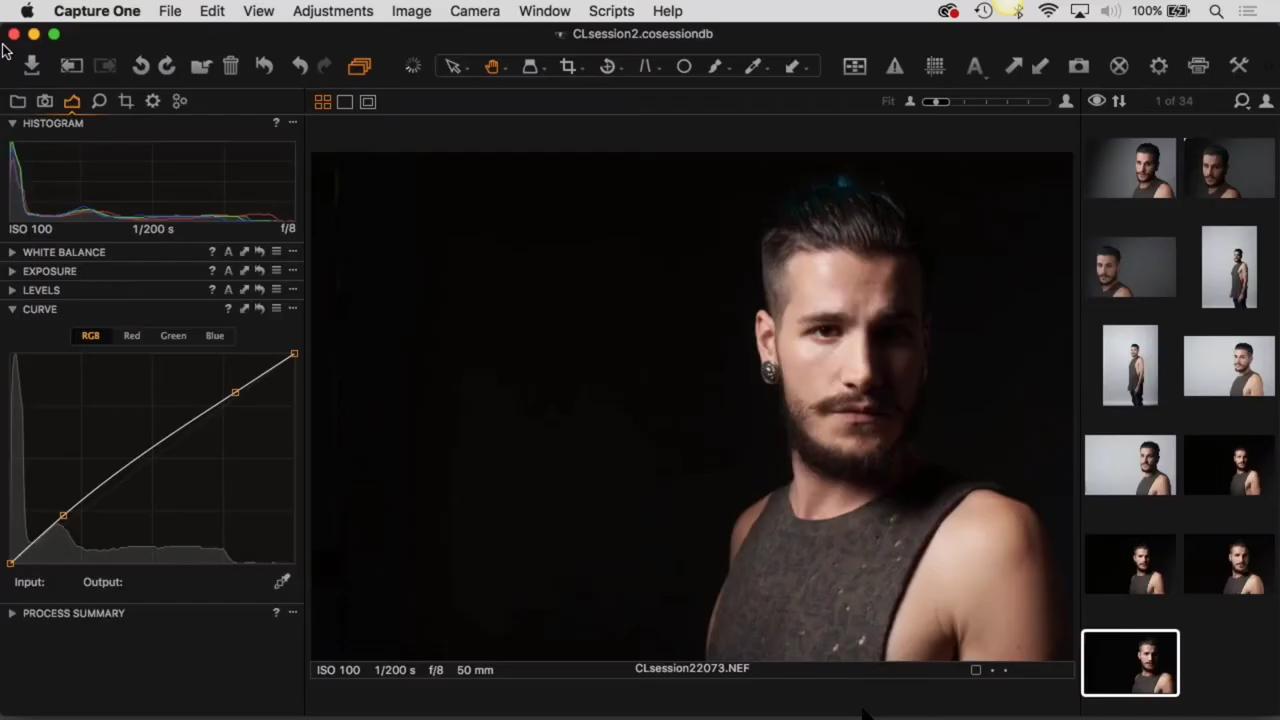 Capture One File Edit View Adjustments Image Camera Window Scripts Help 100%
CLsession2.cosessiondb
Fit 1 of 34
HISTOGRAM ?
ISO 100 1/200 s f/8
WHITE BALANCE ? A
EXPOSURE ? A
LEVELS ? A
CURVE ?
RGB Red Green Blue
Input: Output:
PROCESS SUMMARY ?
ISO 100 1/200 s f/8 50 mm CLsession22073.NEF